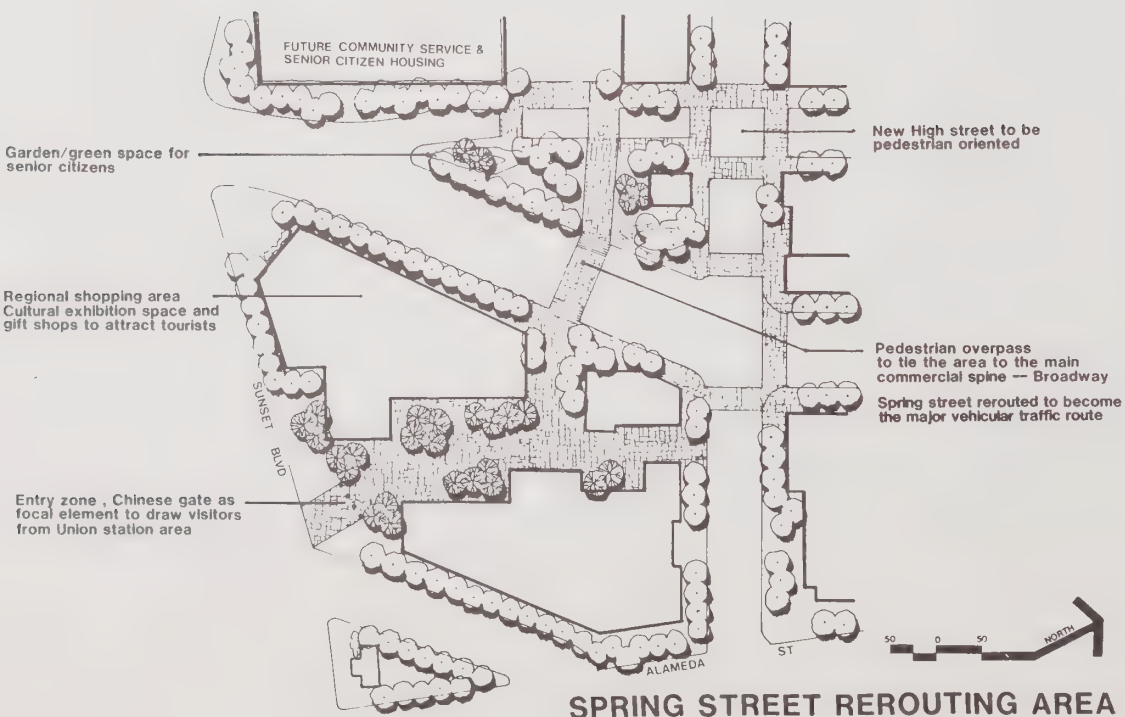 FUTURE COMMUNITY SERVICE &
SENIOR CITIZEN HOUSING
Garden/green space for
senior citizens
New High street to be
pedestrian oriented
Regional shopping area
Cultural exhibition space and
gift shops to attract tourists
Pedestrian overpass
to tie the area to the main
commercial spine — Broadway
Spring street rerouted to become
the major vehicular traffic route
SUNSET BLVD
Entry zone , Chinese gate as
focal element to draw visitors
from Union station area
ALAMEDA ST
50 0 50
NORTH
SPRING STREET REROUTING AREA